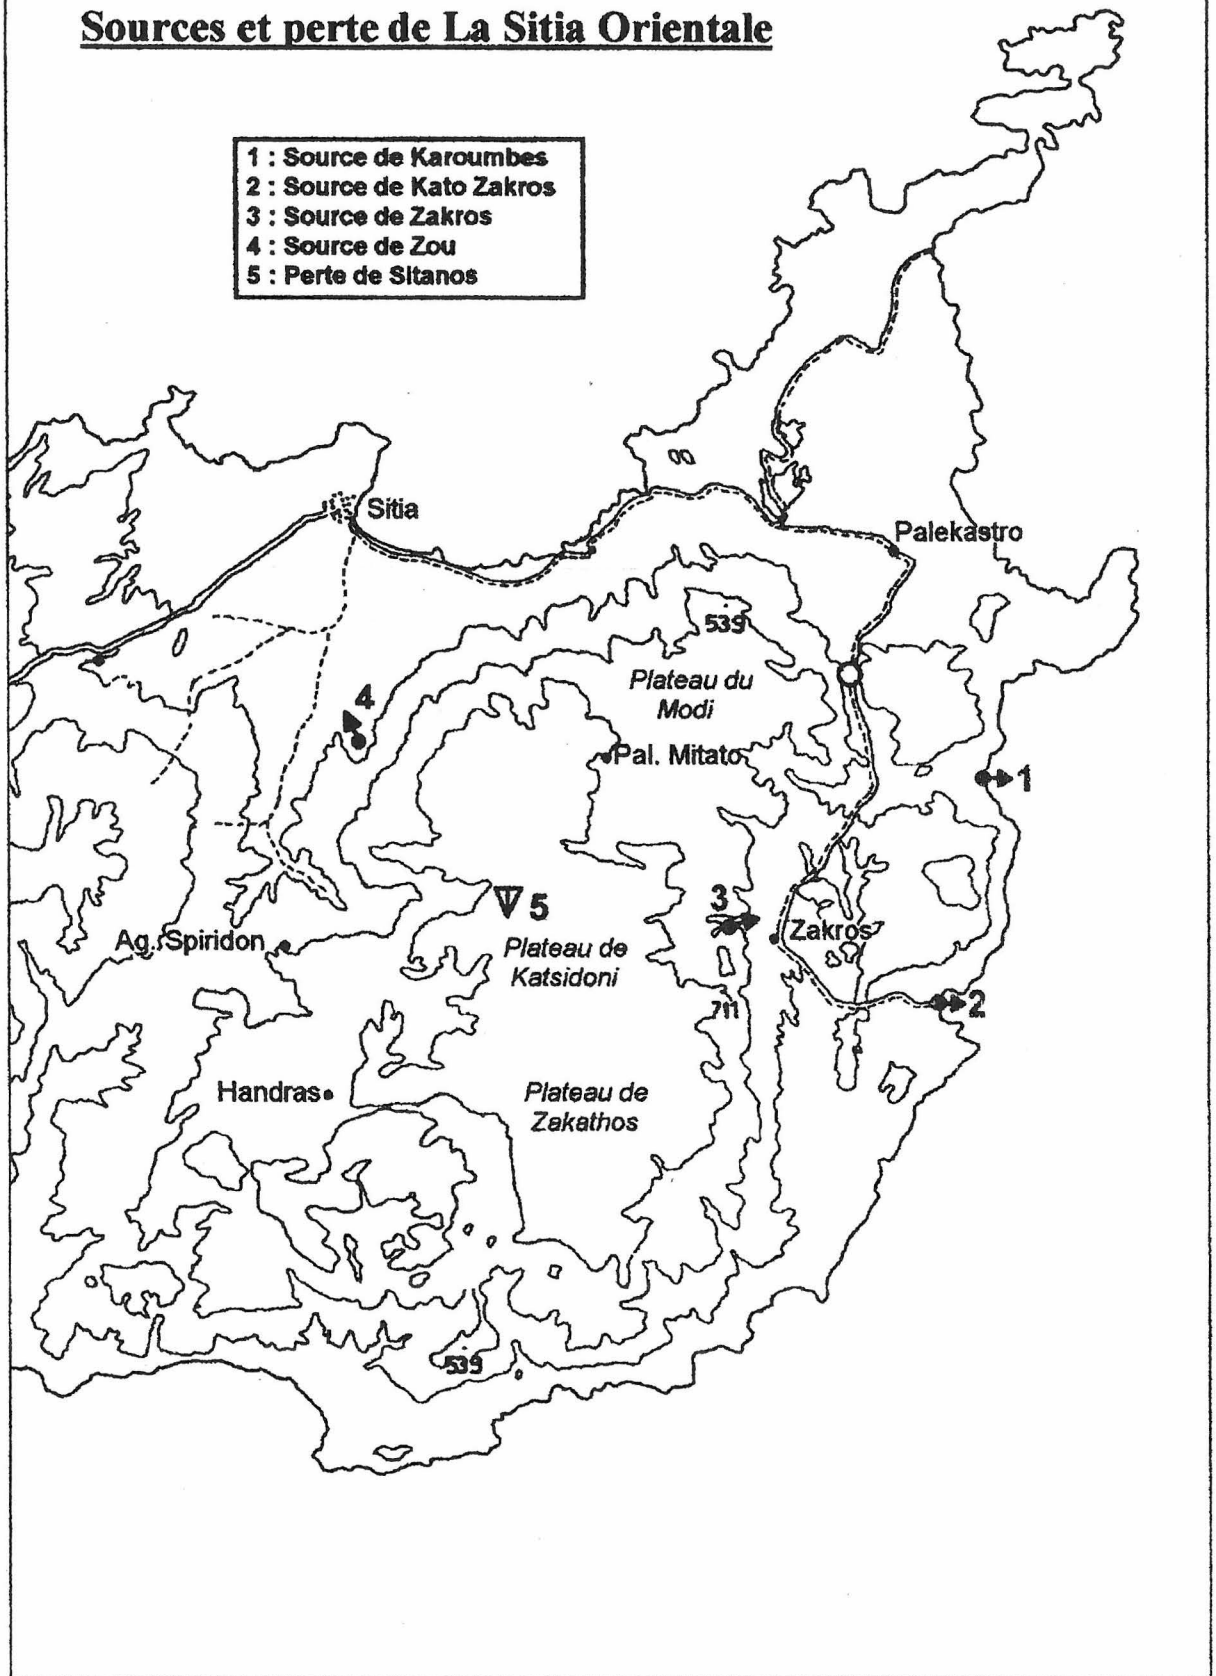 Sources et perte de La Sitia Orientale
1 : Source de Karoumbes
2 : Source de Kato Zakros
3 : Source de Zakros
4 : Source de Zou
5 : Perte de Sitanos
Sitia
Palekastro
539
Plateau du
Modi
4
Pal. Mitato
1
3
5
Zakros
Ag. Spiridon
Plateau de
Katsidoni
711
2
Handras
Plateau de
Zakathos
539